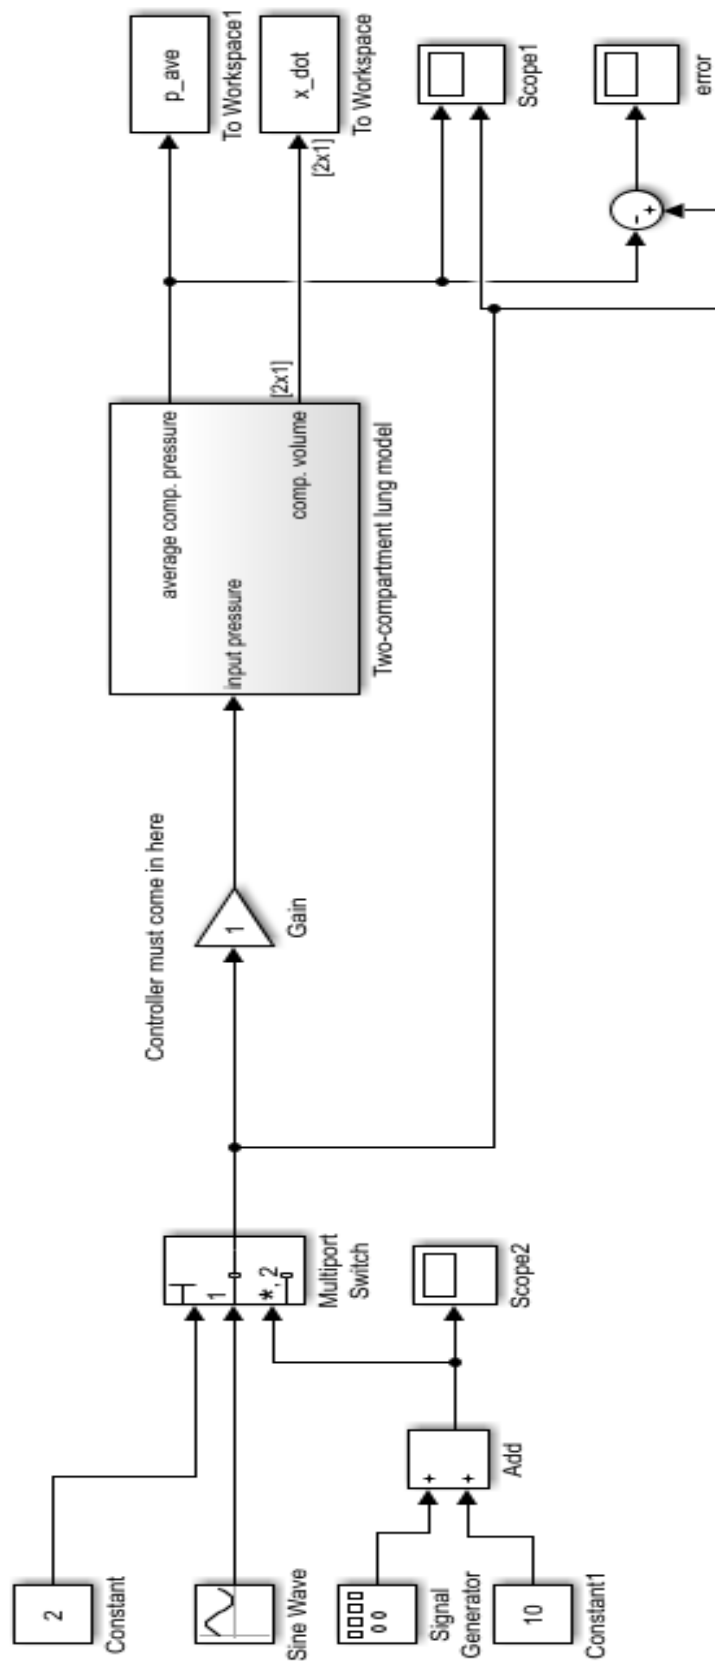 2
Constant
Sine Wave
Signal
Generator
10
Constant1
+
+
Add
Scope2
1
*, 2
Multiport
Switch
Controller must come in here
1
Gain
input pressure
average comp. pressure
comp. volume
Two-compartment lung model
[2x1]
[2x1]
p_ave
To Workspace1
x_dot
To Workspace
Scope1
-
+
error